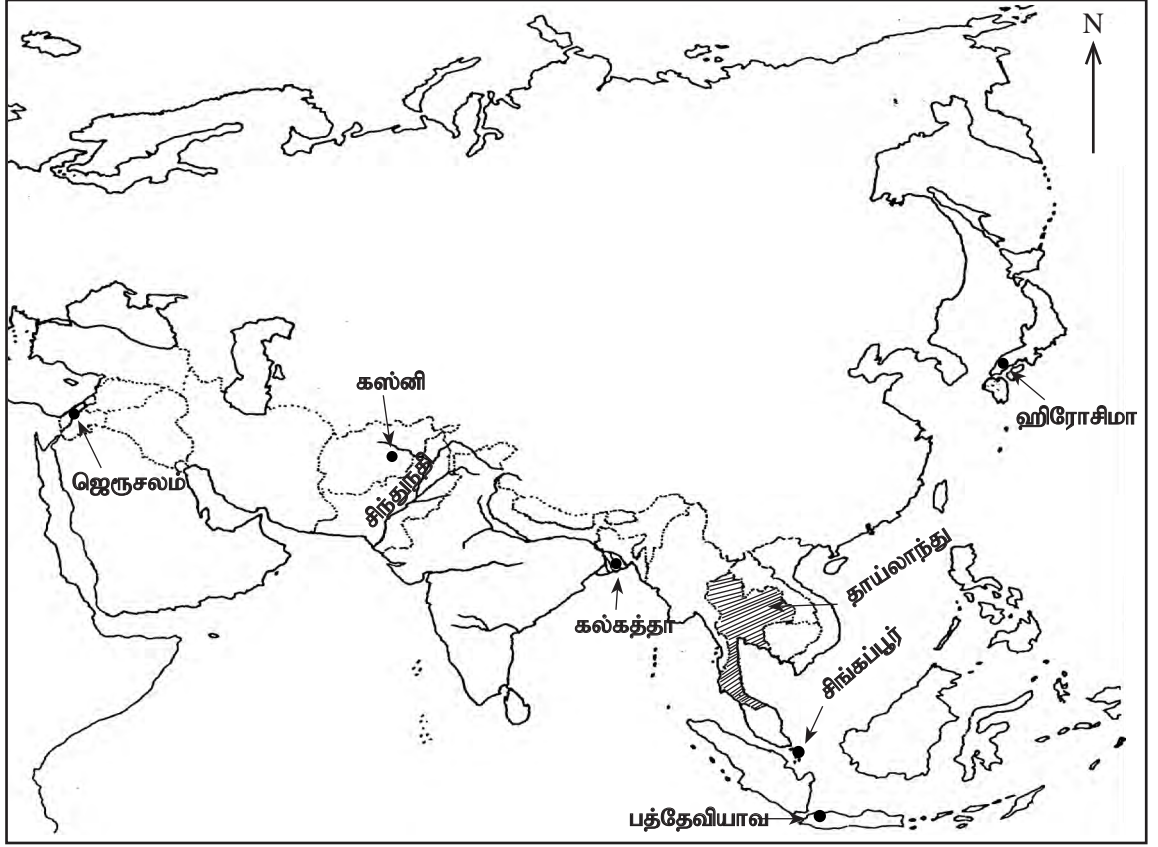 N
கஸ்னி
ஹிரோசிமா
ஜெரூசலம்
சிந்துநதி
தாய்லாந்து
கல்கத்தா
சிங்கப்பூர்
பத்தேவியாவ